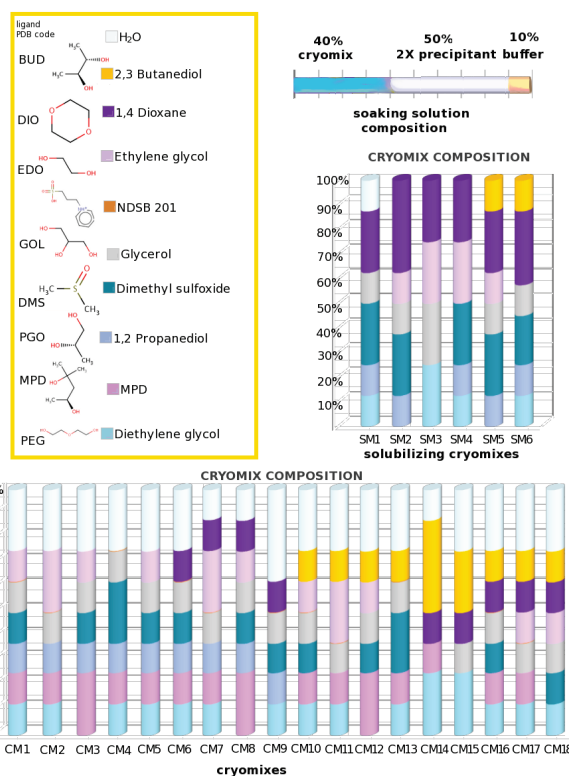 ligand
PDB code
H₂O
BUD
2,3 Butanediol
1,4 Dioxane
DIO
Ethylene glycol
EDO
NDSB 201
GOL
Glycerol
Dimethyl sulfoxide
DMS
PGO
1,2 Propanediol
MPD
MPD
Diethylene glycol
PEG
40%
cryomix
50%
2X precipitant
10%
buffer
soaking solution
composition
CRYOMIX COMPOSITION
100%
90%
80%
70%
60%
50%
40%
30%
20%
10%
SM1 SM2 SM3 SM4 SM5 SM6
solubilizing cryomixes
CRYOMIX COMPOSITION
%
CM1 CM2 CM3 CM4 CM5 CM6 CM7 CM8 CM9 CM10 CM11 CM12 CM13 CM14 CM15 CM16 CM17 CM18
cryomixes